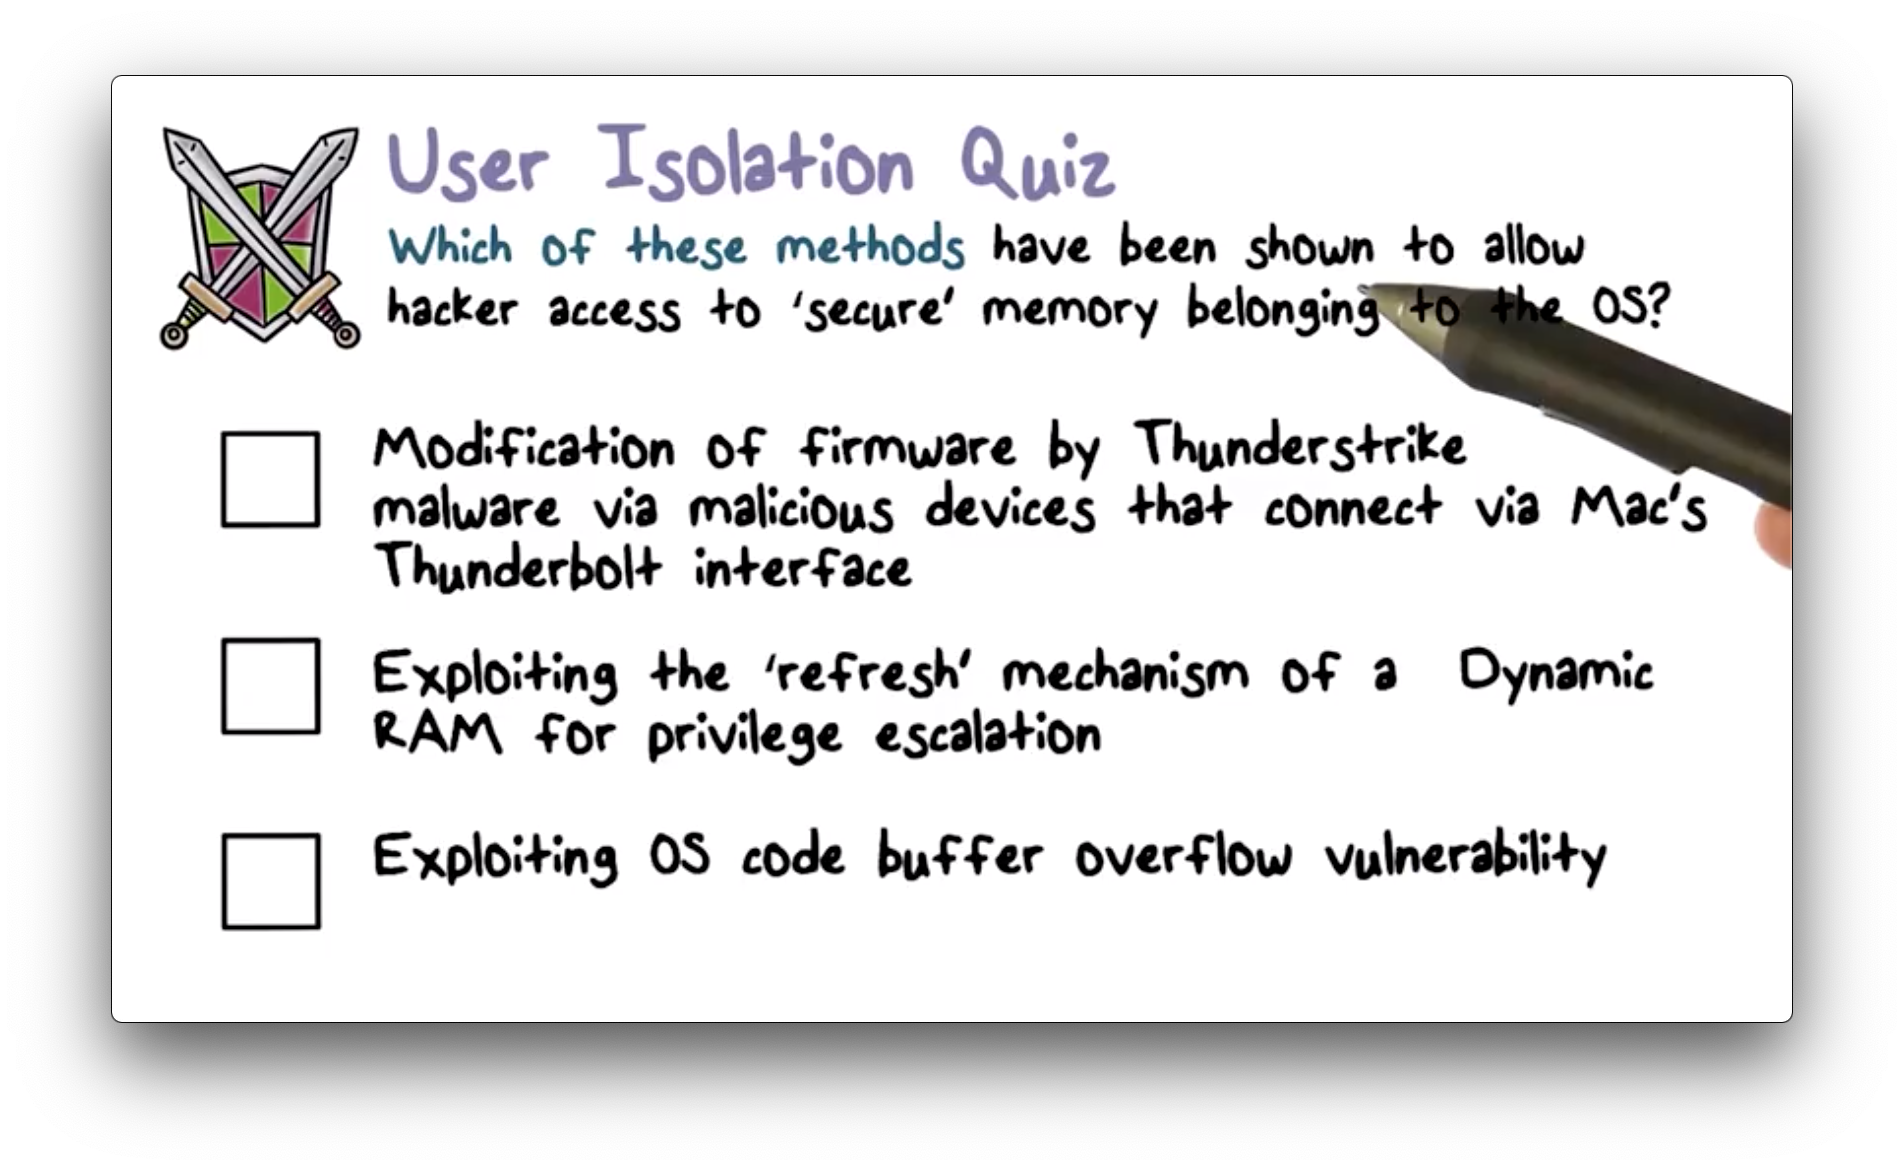 User Isolation Quiz
Which of these methods have been shown to allow
hacker access to 'secure' memory belonging to the OS?
Modification of firmware by Thunderstrike
malware via malicious devices that connect via Mac's
Thunderbolt interface
Exploiting the 'refresh' mechanism of a Dynamic
RAM for privilege escalation
Exploiting OS code buffer overflow vulnerability